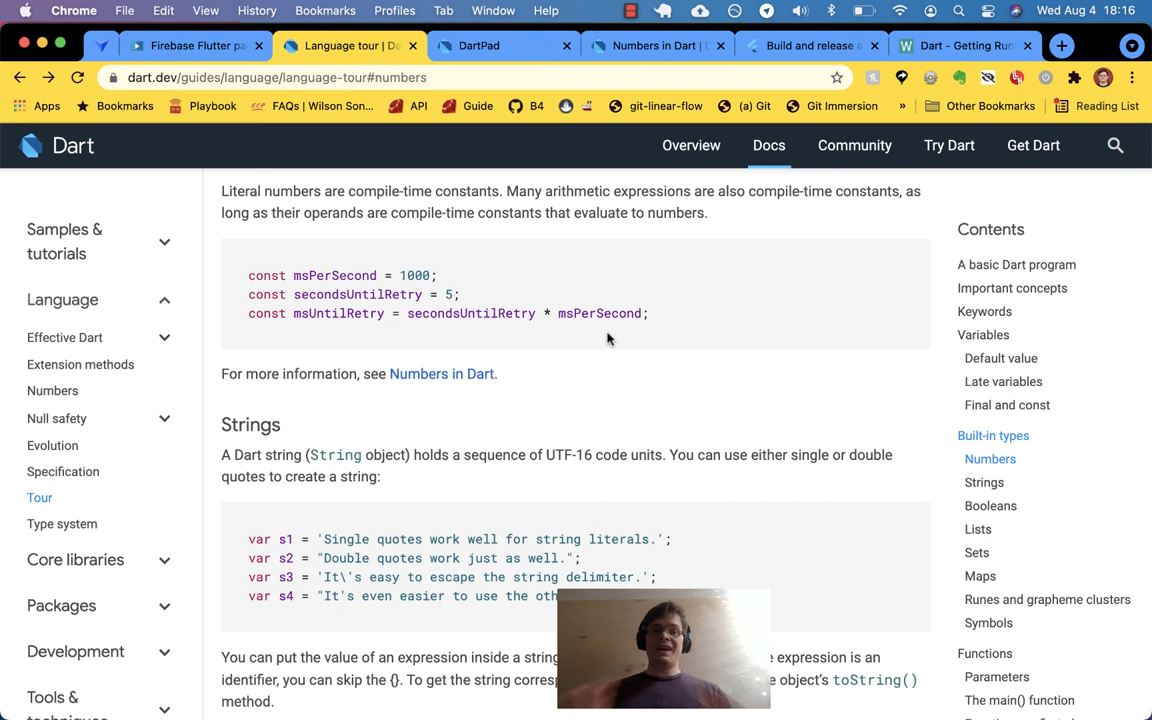 Chrome File Edit View History Bookmarks Profiles Tab Window Help Wed Aug 4 18:16
Firebase Flutter pa Language tour | Da DartPad Numbers in Dart | D Build and release a Dart - Getting Run
dart.dev/guides/language/language-tour#numbers
Apps Bookmarks Playbook FAQs | Wilson Son... API Guide B4 git-linear-flow (a) Git Git Immersion » Other Bookmarks Reading List
Dart Overview Docs Community Try Dart Get Dart
Samples &
tutorials
Language
Effective Dart
Extension methods
Numbers
Null safety
Evolution
Specification
Tour
Type system
Core libraries
Packages
Development
Tools &
Literal numbers are compile-time constants. Many arithmetic expressions are also compile-time constants, as
long as their operands are compile-time constants that evaluate to numbers.
const msPerSecond = 1000;
const secondsUntilRetry = 5;
const msUntilRetry = secondsUntilRetry * msPerSecond;
For more information, see Numbers in Dart.
Strings
A Dart string (String object) holds a sequence of UTF-16 code units. You can use either single or double
quotes to create a string:
var s1 = 'Single quotes work well for string literals.';
var s2 = "Double quotes work just as well.";
var s3 = 'It\'s easy to escape the string delimiter.';
var s4 = "It's even easier to use the oth
You can put the value of an expression inside a string e expression is an
identifier, you can skip the {}. To get the string corresp e object's toString()
method.
Contents
A basic Dart program
Important concepts
Keywords
Variables
Default value
Late variables
Final and const
Built-in types
Numbers
Strings
Booleans
Lists
Sets
Maps
Runes and grapheme clusters
Symbols
Functions
Parameters
The main() function